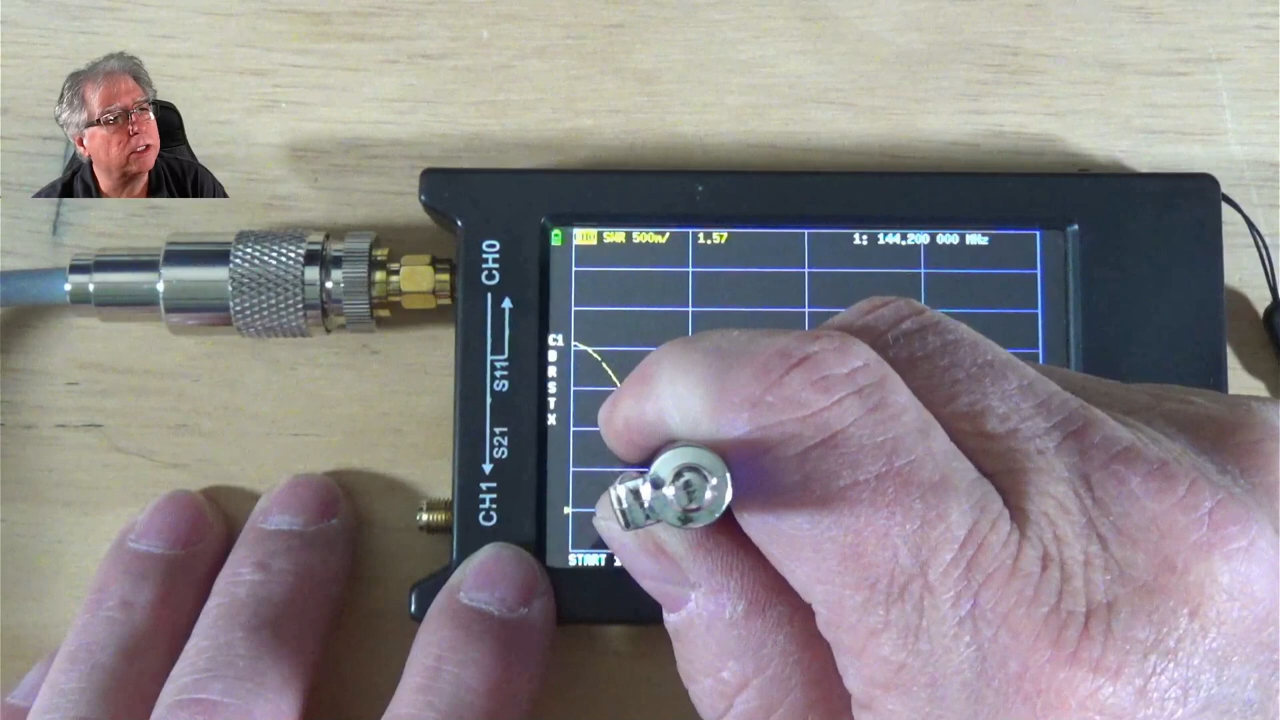 SWR 500m/ 1.57 1: 144.200 000 MHz
CH0
S11
S21
CH1
C1
D
R
S
T
X
START